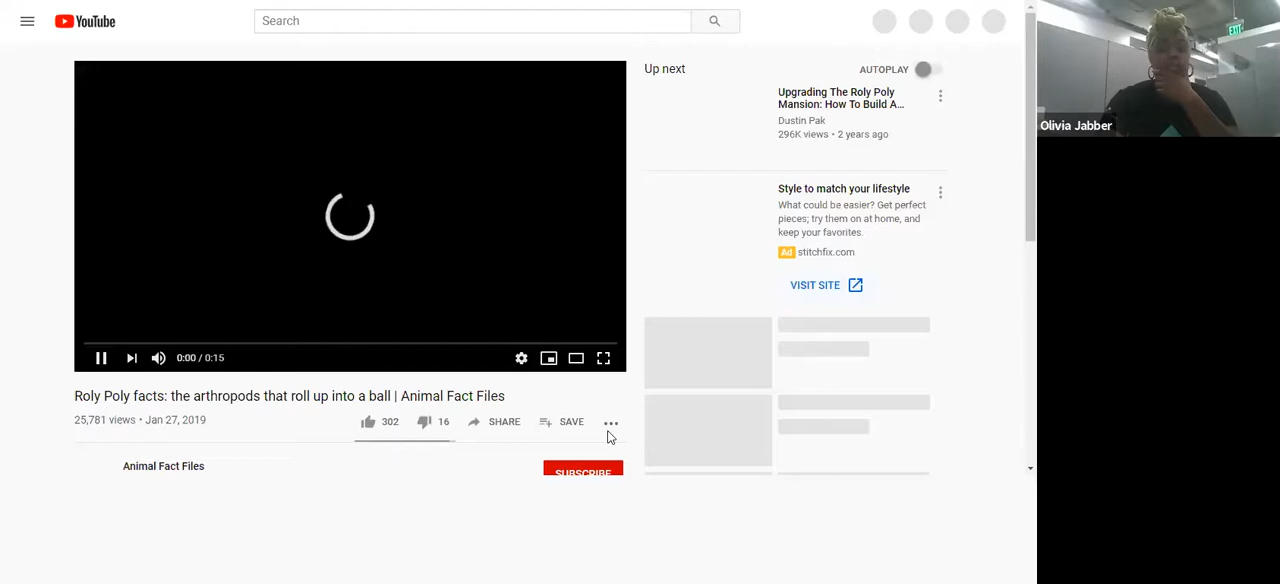 YouTube
Search
0:00 / 0:15
Roly Poly facts: the arthropods that roll up into a ball | Animal Fact Files
25,781 views • Jan 27, 2019
302
16
SHARE
SAVE
Animal Fact Files
SUBSCRIBE
Up next
AUTOPLAY
Upgrading The Roly Poly
Mansion: How To Build A...
Dustin Pak
296K views • 2 years ago
Style to match your lifestyle
What could be easier? Get perfect
pieces; try them on at home, and
keep your favorites.
Ad stitchfix.com
VISIT SITE
EXIT
Olivia Jabber